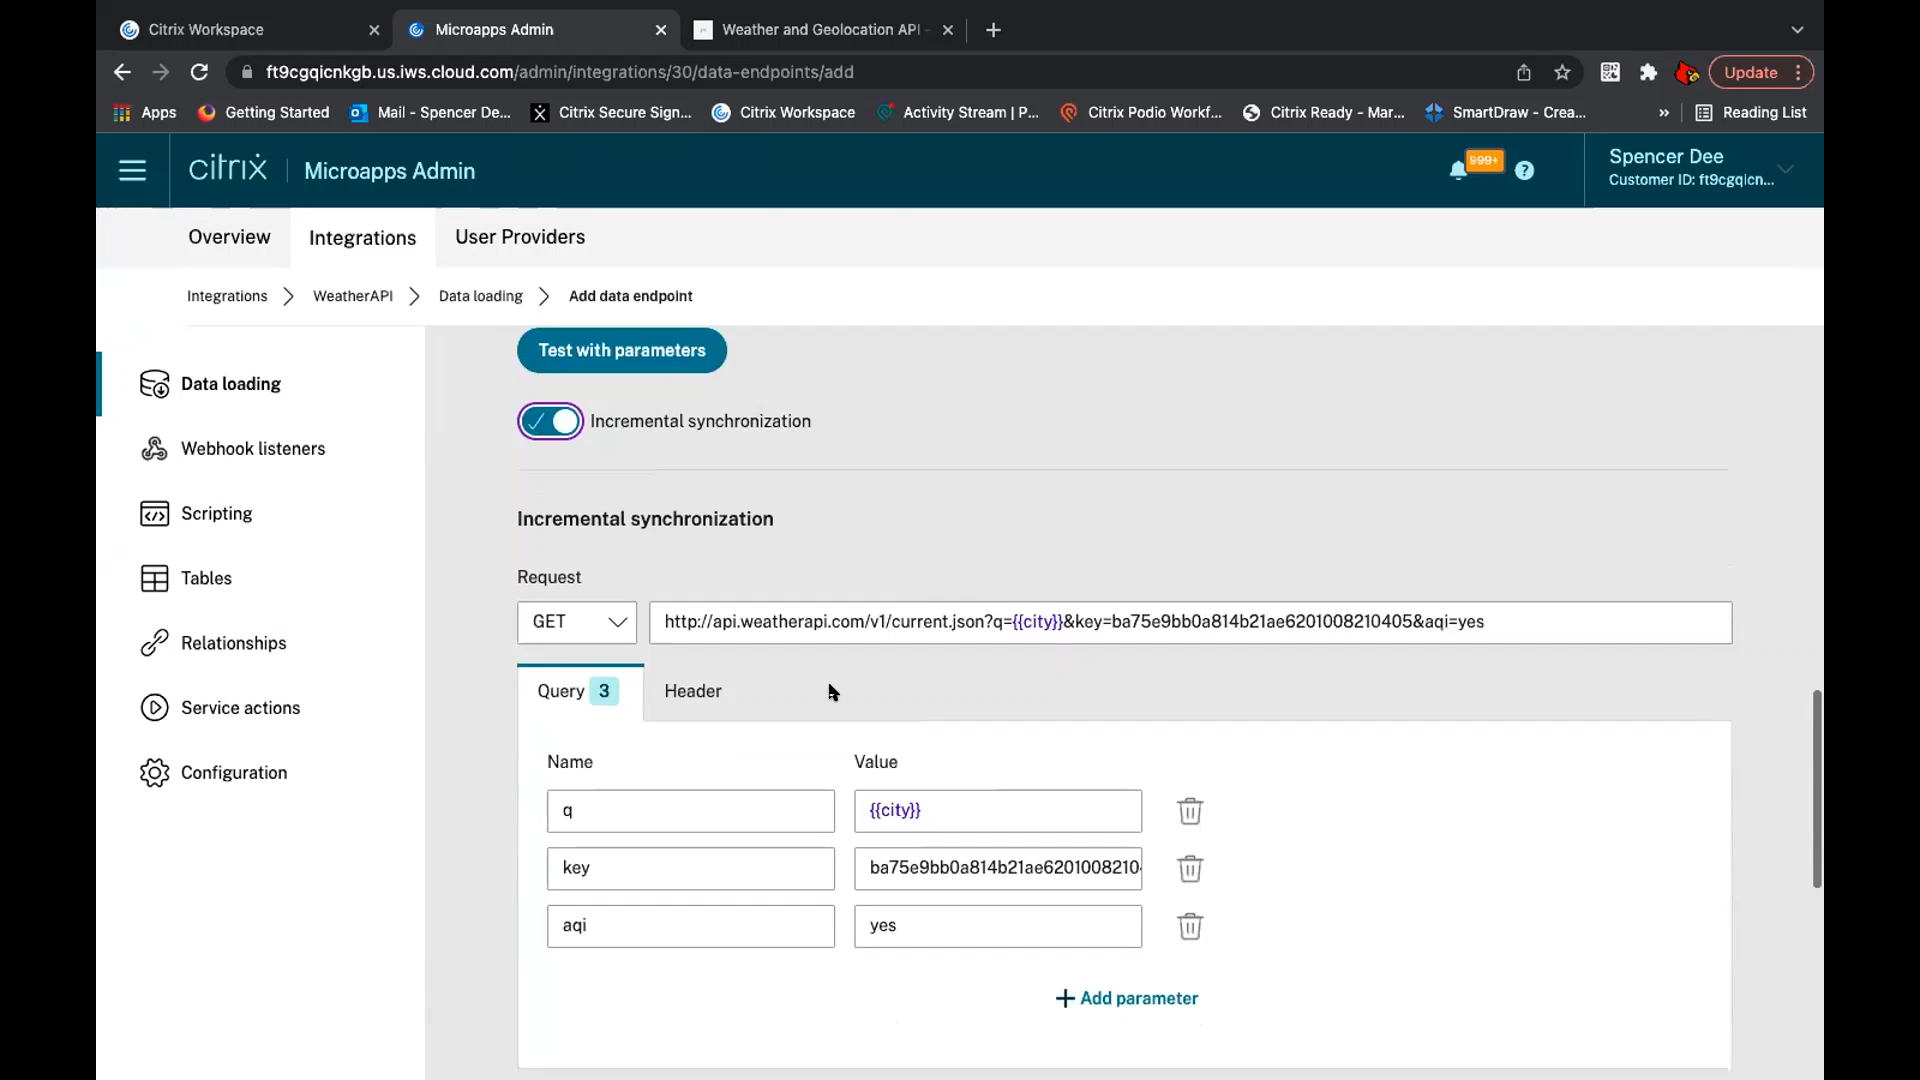 Citrix Workspace
Microapps Admin
Weather and Geolocation API -
ft9cgqicnkgb.us.iws.cloud.com/admin/integrations/30/data-endpoints/add
Update
Apps
Getting Started
Mail - Spencer De...
Citrix Secure Sign...
Citrix Workspace
Activity Stream | P...
Citrix Podio Workf...
Citrix Ready - Mar...
SmartDraw - Crea...
»
Reading List
citrix
Microapps Admin
999+
?
Spencer Dee
Customer ID: ft9cgqicn...
Overview
Integrations
User Providers
Integrations
WeatherAPI
Data loading
Add data endpoint
Data loading
Webhook listeners
Scripting
Tables
Relationships
Service actions
Configuration
Test with parameters
Incremental synchronization
Incremental synchronization
Request
GET
http://api.weatherapi.com/v1/current.json?q={{city}}&key=ba75e9bb0a814b21ae6201008210405&aqi=yes
Query 3
Header
Name
Value
q
{{city}}
key
ba75e9bb0a814b21ae62010082104
aqi
yes
+ Add parameter